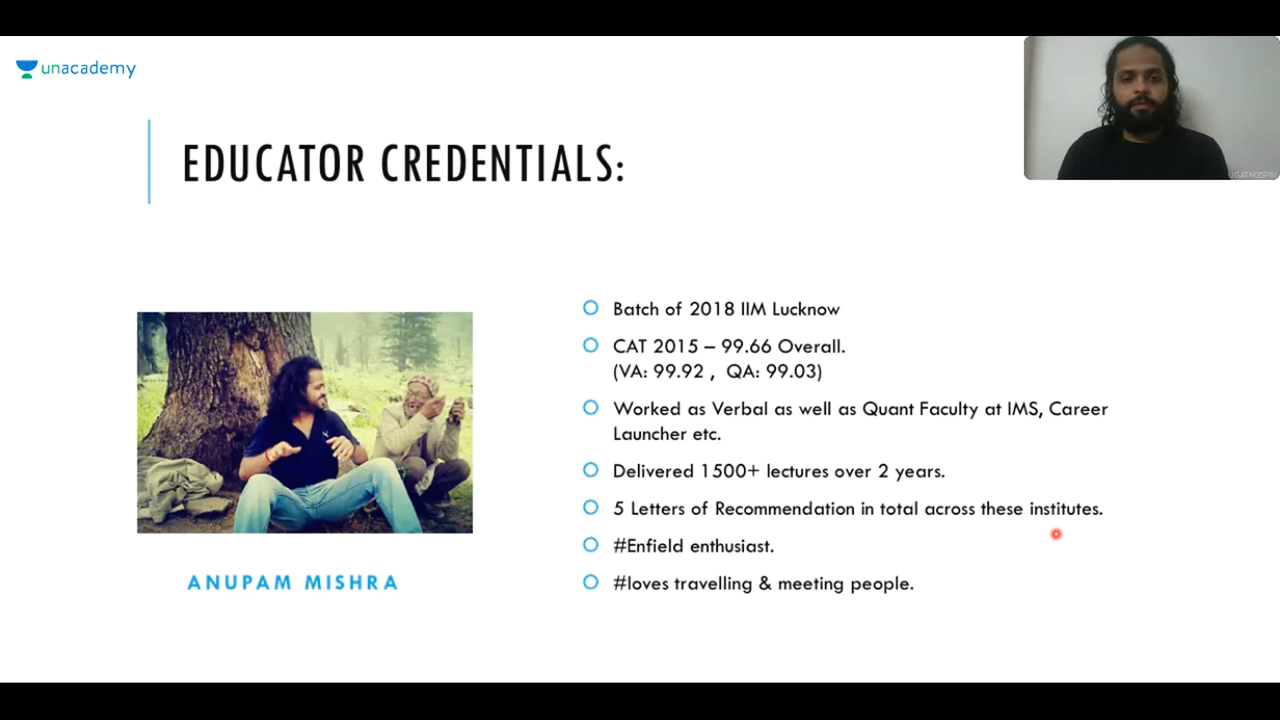 unacademy
EDUCATOR CREDENTIALS:
Batch of 2018 IIM Lucknow
CAT 2015 – 99.66 Overall.
(VA: 99.92 , QA: 99.03)
Worked as Verbal as well as Quant Faculty at IMS, Career
Launcher etc.
Delivered 1500+ lectures over 2 years.
5 Letters of Recommendation in total across these institutes.
#Enfield enthusiast.
#loves travelling & meeting people.
ANUPAM MISHRA